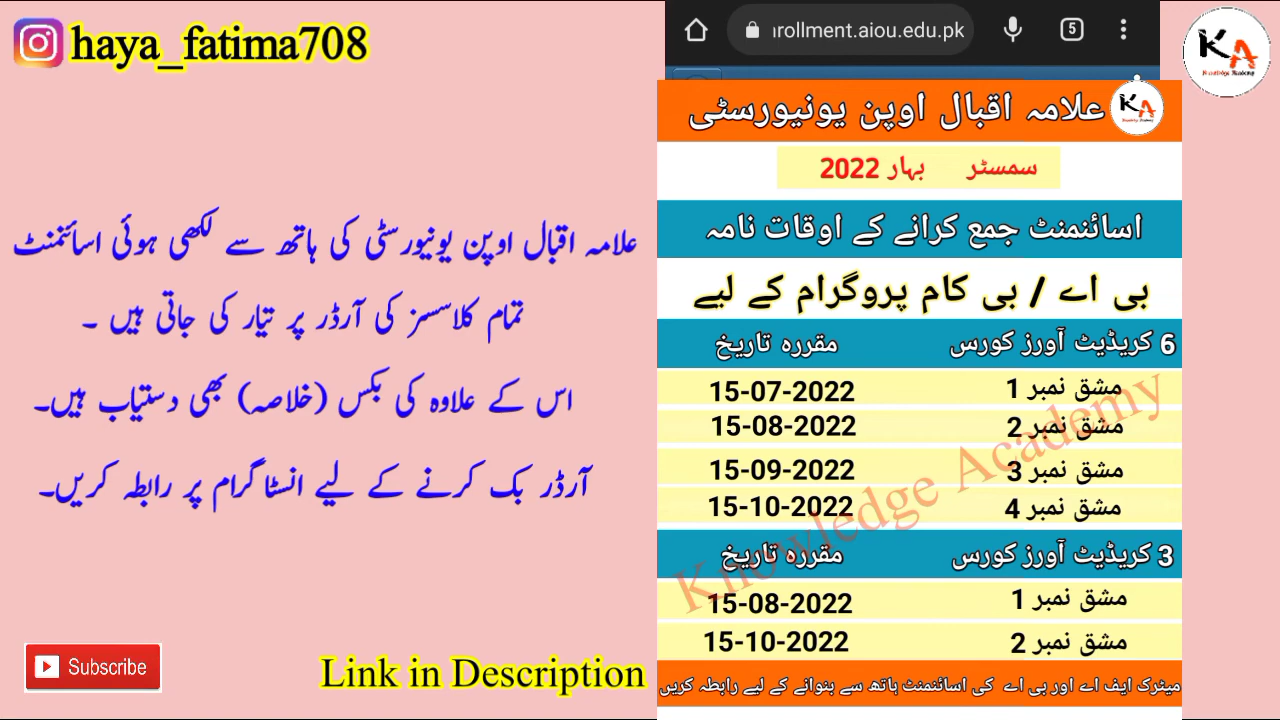 haya_fatima708
علامہ اقبال اوپن یونیورسٹی کی ہاتھ سے لکھی ہوئی اسائنمنٹ
تمام کلاسسز کی آرڈر پر تیار کی جاتی ہیں ۔
اس کے علاوہ کی بکس (خلاصہ) بھی دستیاب ہیں۔
آرڈر بک کرنے کے لیے انسٹاگرام پر رابطہ کریں۔
Subscribe
Link in Description
rollment.aiou.edu.pk
5
KA
Knowledge Academy
علامہ اقبال اوپن یونیورسٹی
KA
سمسٹر بہار 2022
اسائنمنٹ جمع کرانے کے اوقات نامہ
بی اے / بی کام پروگرام کے لیے
6 کریڈیٹ آورز کورس مقررہ تاریخ
مشق نمبر 1 15-07-2022
مشق نمبر 2 15-08-2022
مشق نمبر 3 15-09-2022
مشق نمبر 4 15-10-2022
3 کریڈیٹ آورز کورس مقررہ تاریخ
مشق نمبر 1 15-08-2022
مشق نمبر 2 15-10-2022
میٹرک ایف اے اور بی اے کی اسائنمنٹ ہاتھ سے بنوانے کے لیے رابطہ کریں
Knowledge Academy